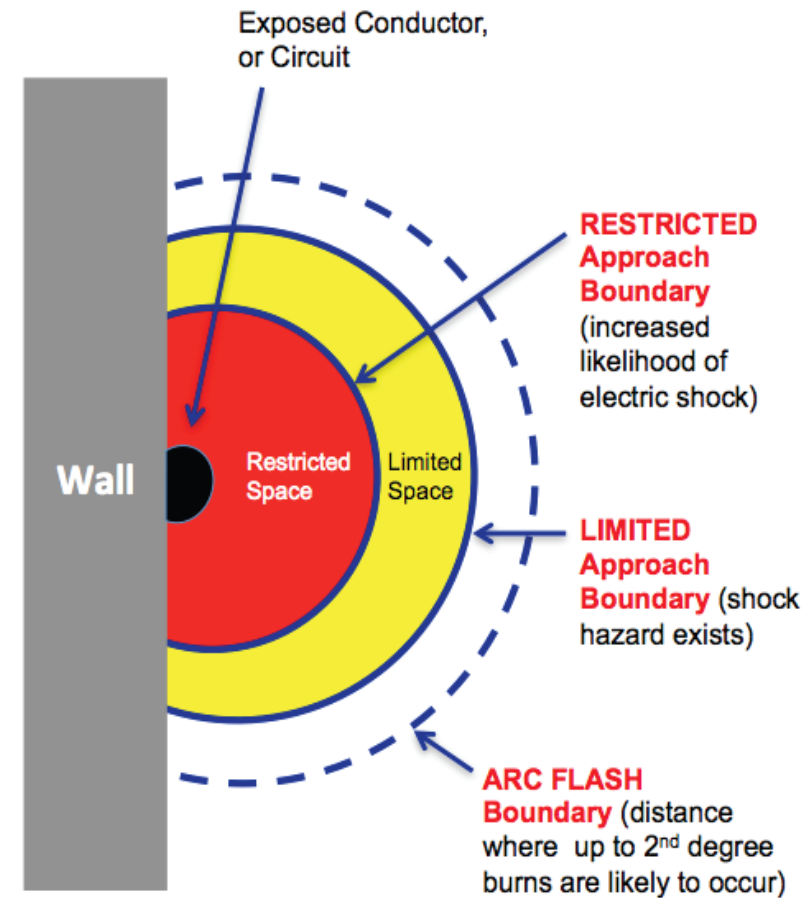 Exposed Conductor,
or Circuit
RESTRICTED
Approach
Boundary
(increased
likelihood of
electric shock)
Wall
Restricted
Space
Limited
Space
LIMITED
Approach
Boundary (shock
hazard exists)
ARC FLASH
Boundary (distance
where up to 2nd degree
burns are likely to occur)